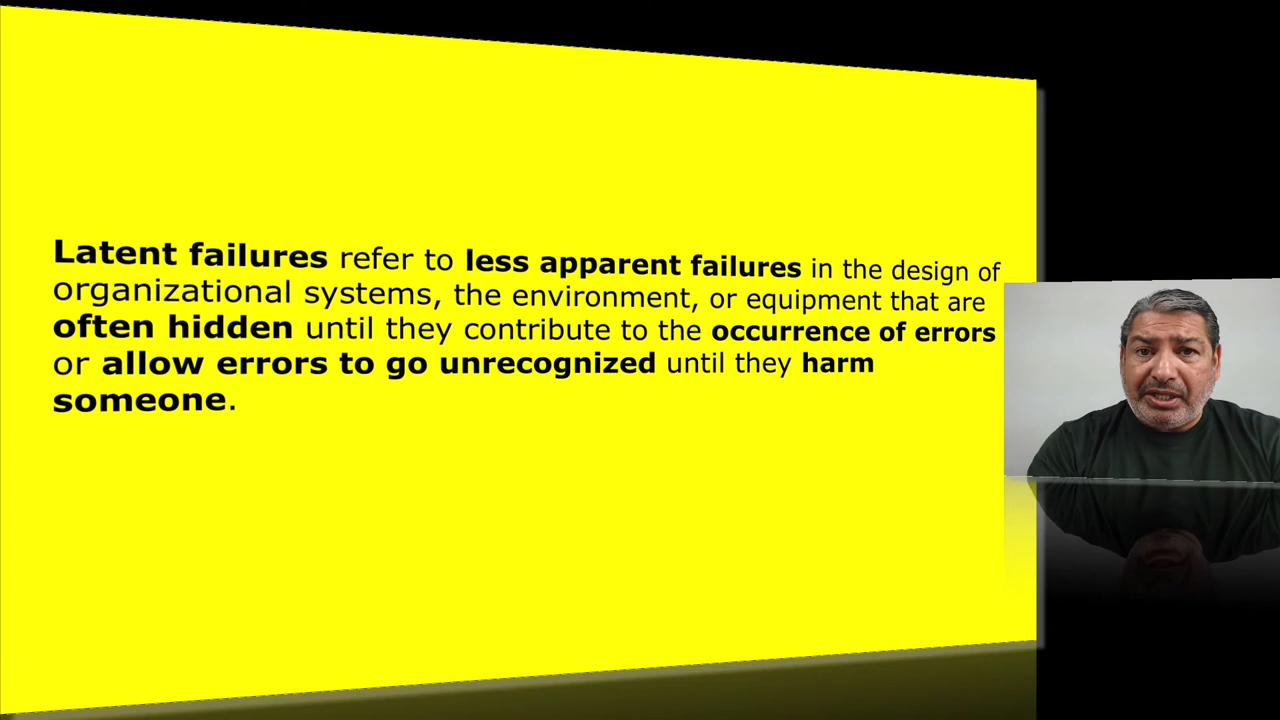 Latent failures refer to less apparent failures in the design of
organizational systems, the environment, or equipment that are
often hidden until they contribute to the occurrence of errors
or allow errors to go unrecognized until they harm
someone.